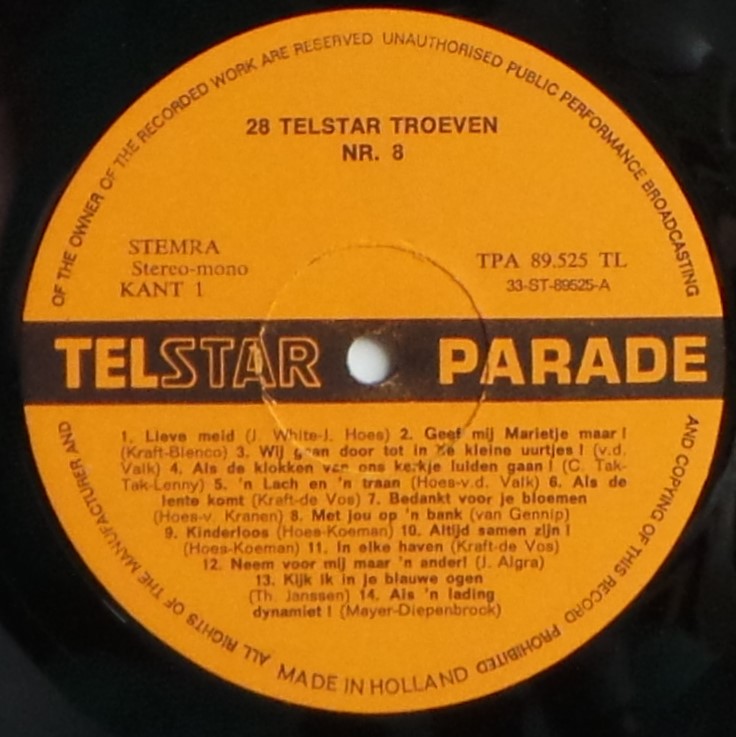 OF THE OWNER OF THE RECORDED WORK ARE RESERVED UNAUTHORISED PUBLIC PERFORMANCE BROADCASTING
28 TELSTAR TROEVEN
NR. 8
STEMRA
Stereo-mono
KANT 1
TPA 89.525 TL
33-ST-89525-A
TELSTAR PARADE
1. Lieve meid (J. White-J. Hoes) 2. Geef mij Marietje maar!
(Kraft-Bienco) 3. Wij gaan door tot in ze kleine uurtjes! (v.d.
Valk) 4. Als de klokken van ons kerkje luiden gaan! (C. Tak-
Tak-Lenny) 5. 'n Lach en 'n traan (Hoes-v.d. Valk) 6. Als de
lente komt (Kraft-de Vos) 7. Bedankt voor je bloemen
(Hoes-v. Kranen) 8. Met jou op 'n bank (van Gennip)
9. Kinderloos (Hoes-Koeman) 10. Altijd samen zijn!
(Hoes-Koeman) 11. In elke haven (Kraft-de Vos)
12. Neem voor mij maar 'n ander! (J. Algra)
13. Kijk ik in je blauwe ogen
(Th. Janssen) 14. Als 'n lading
dynamiet! (Mayer-Diepenbrock)
AND COPYING OF THIS RECORD PROHIBITED
ALL RIGHTS OF THE MANUFACTURER AND
MADE IN HOLLAND